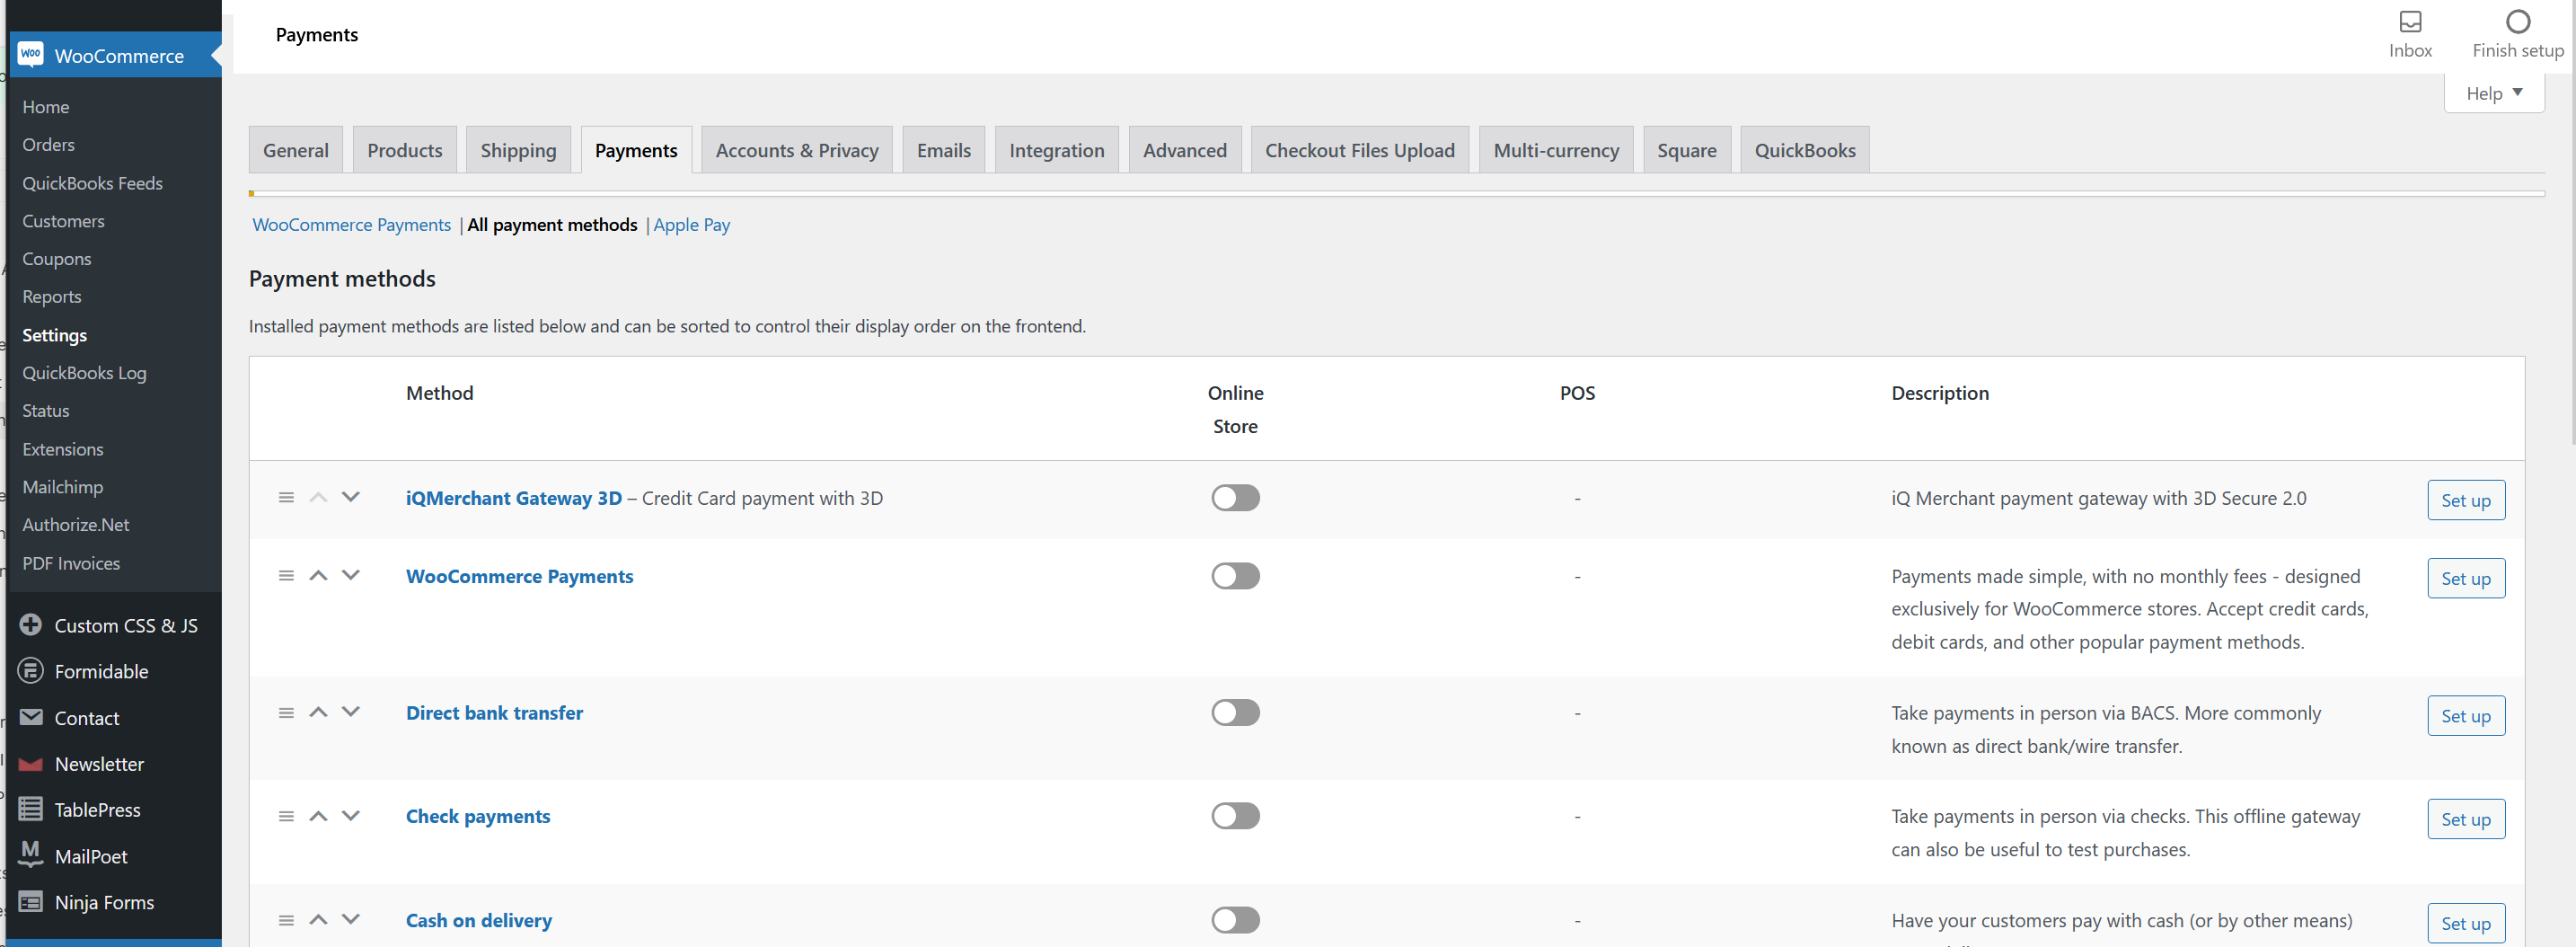 Payments
Inbox
Finish setup
Help
WooCommerce
Home
Orders
QuickBooks Feeds
Customers
Coupons
Reports
Settings
QuickBooks Log
Status
Extensions
Mailchimp
Authorize.Net
PDF Invoices
Custom CSS & JS
Formidable
Contact
Newsletter
TablePress
MailPoet
Ninja Forms
General Products Shipping Payments Accounts & Privacy Emails Integration Advanced Checkout Files Upload Multi-currency Square QuickBooks
WooCommerce Payments | All payment methods | Apple Pay
Payment methods
Installed payment methods are listed below and can be sorted to control their display order on the frontend.
Method Online Store POS Description
iQMerchant Gateway 3D – Credit Card payment with 3D - iQ Merchant payment gateway with 3D Secure 2.0 Set up
WooCommerce Payments - Payments made simple, with no monthly fees - designed Set up
exclusively for WooCommerce stores. Accept credit cards,
debit cards, and other popular payment methods.
Direct bank transfer - Take payments in person via BACS. More commonly Set up
known as direct bank/wire transfer.
Check payments - Take payments in person via checks. This offline gateway Set up
can also be useful to test purchases.
Cash on delivery - Have your customers pay with cash (or by other means) Set up